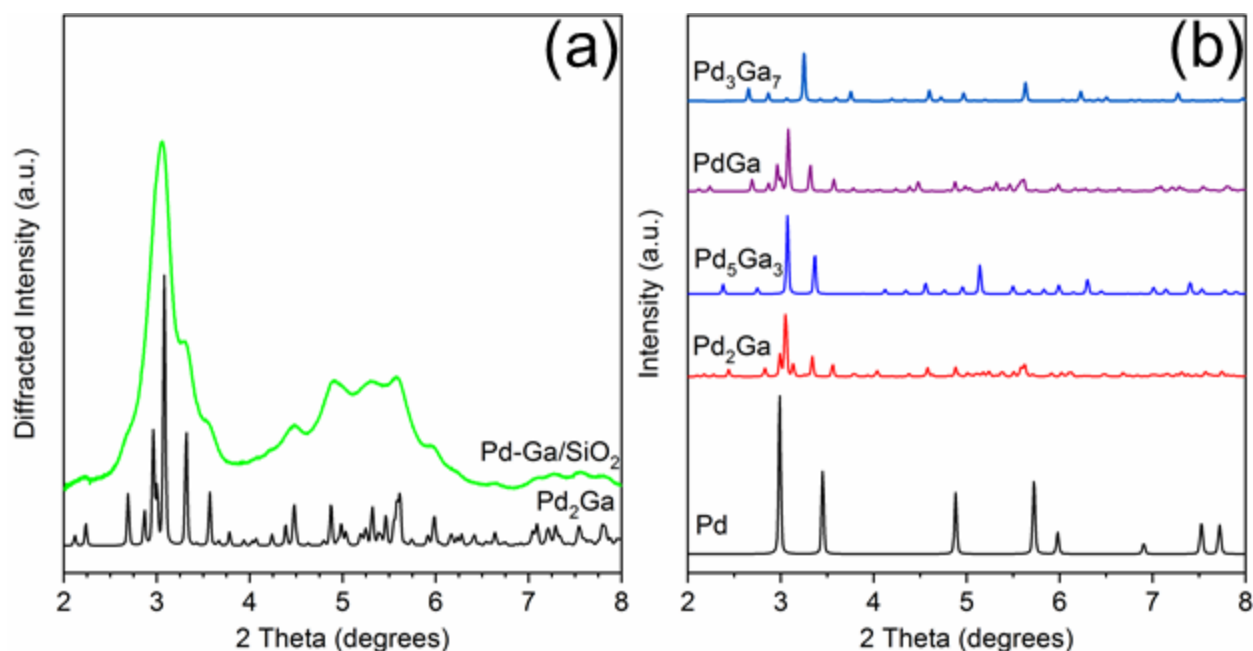 (a)
Diffracted Intensity (a.u.)
Pd-Ga/SiO₂
Pd₂Ga
2 3 4 5 6 7 8
2 Theta (degrees)
(b)
Intensity (a.u.)
Pd₃Ga₇
PdGa
Pd₅Ga₃
Pd₂Ga
Pd
2 3 4 5 6 7 8
2 Theta (degrees)